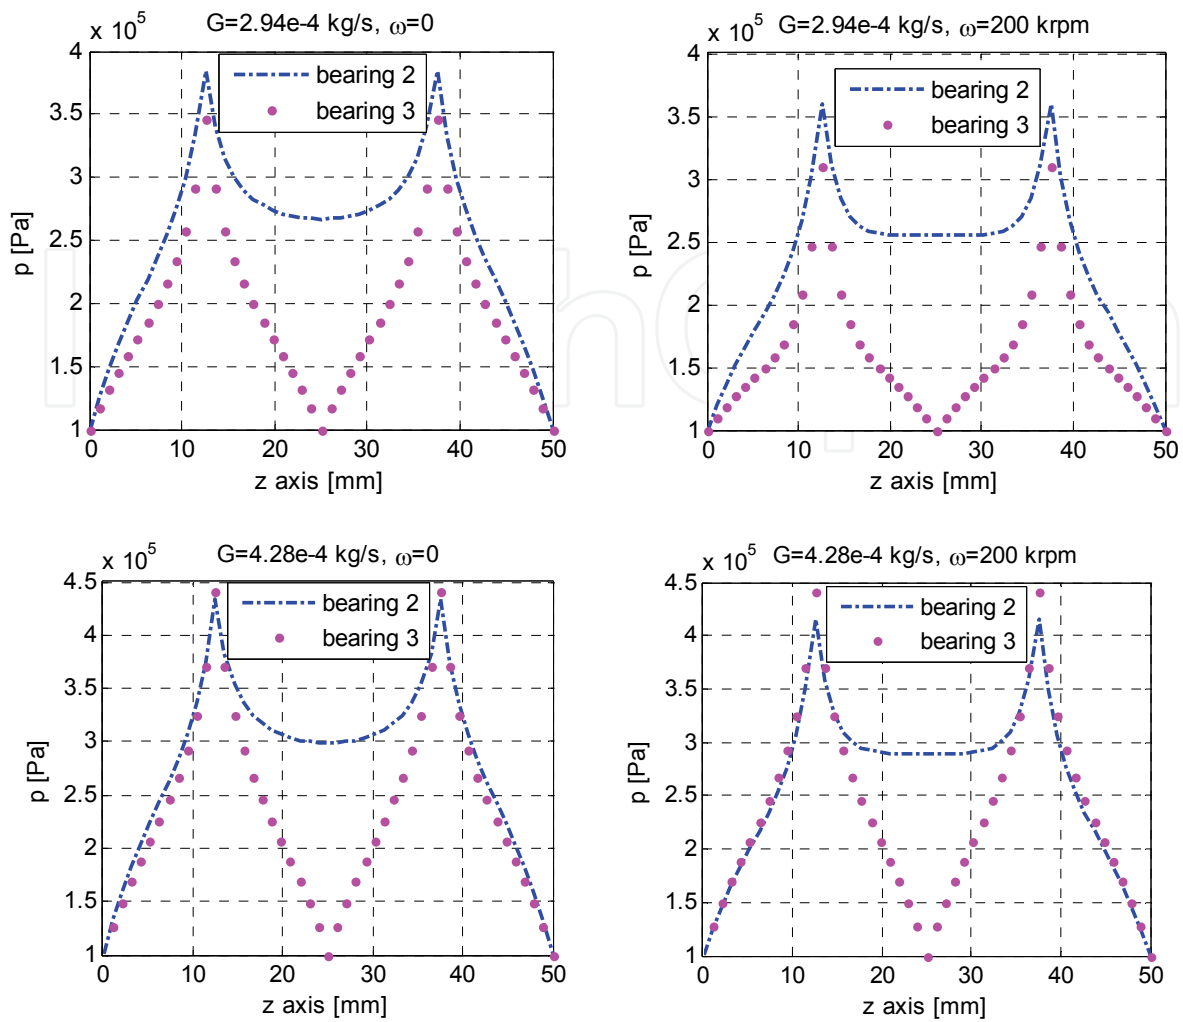 x 10^5
G=2.94e-4 kg/s, ω=0
4
3.5
3
2.5
2
1.5
1
p [Pa]
bearing 2
bearing 3
0 10 20 30 40 50
z axis [mm]
x 10^5
G=2.94e-4 kg/s, ω=200 krpm
4
3.5
3
2.5
2
1.5
1
p [Pa]
bearing 2
bearing 3
0 10 20 30 40 50
z axis [mm]
x 10^5
G=4.28e-4 kg/s, ω=0
4.5
4
3.5
3
2.5
2
1.5
1
p [Pa]
bearing 2
bearing 3
0 10 20 30 40 50
z axis [mm]
x 10^5
G=4.28e-4 kg/s, ω=200 krpm
4.5
4
3.5
3
2.5
2
1.5
1
p [Pa]
bearing 2
bearing 3
0 10 20 30 40 50
z axis [mm]